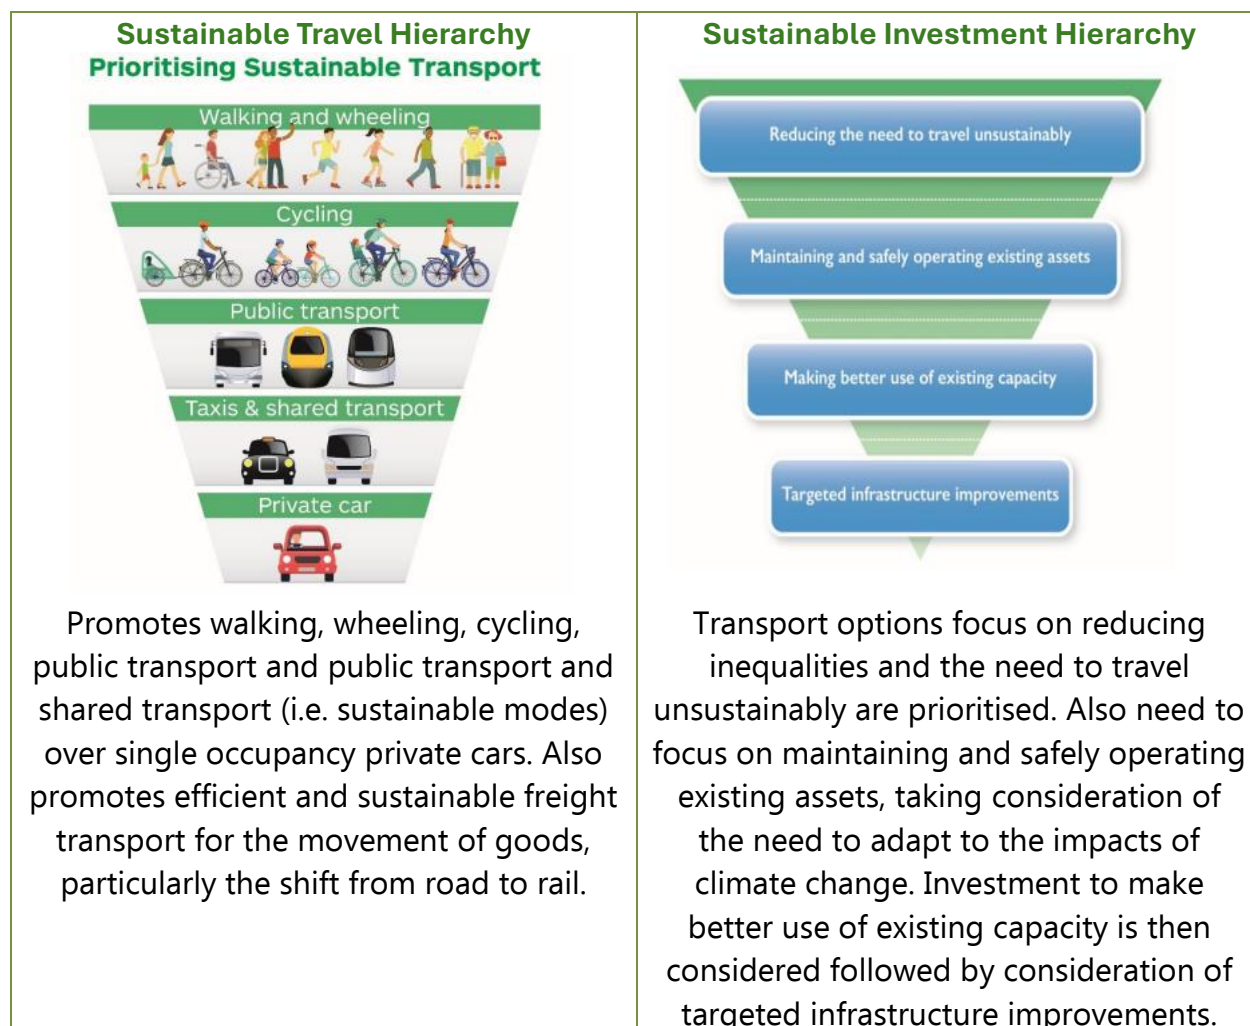 Sustainable Travel Hierarchy
Prioritising Sustainable Transport
Walking and wheeling
Cycling
Public transport
Taxis & shared transport
Private car
Promotes walking, wheeling, cycling,
public transport and public transport and
shared transport (i.e. sustainable modes)
over single occupancy private cars. Also
promotes efficient and sustainable freight
transport for the movement of goods,
particularly the shift from road to rail.
Sustainable Investment Hierarchy
Reducing the need to travel unsustainably
Maintaining and safely operating existing assets
Making better use of existing capacity
Targeted infrastructure improvements
Transport options focus on reducing
inequalities and the need to travel
unsustainably are prioritised. Also need to
focus on maintaining and safely operating
existing assets, taking consideration of
the need to adapt to the impacts of
climate change. Investment to make
better use of existing capacity is then
considered followed by consideration of
targeted infrastructure improvements.